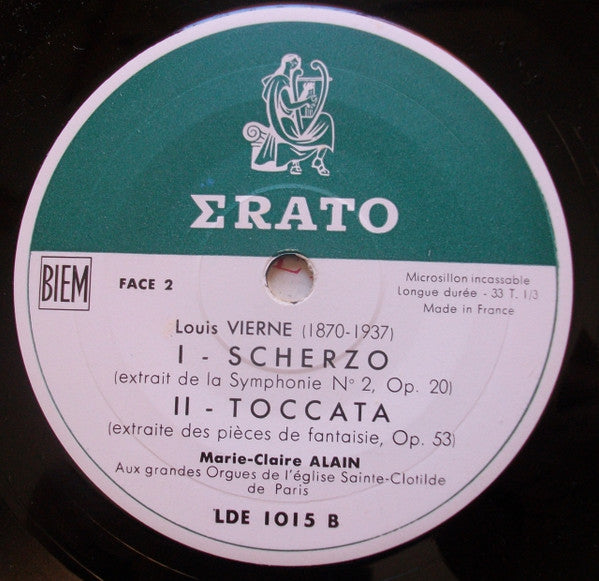 ΣRATO
BIEM
FACE 2
Microsillon incassable
Longue durée - 33 T. 1/3
Made in France
Louis VIERNE (1870-1937)
I - SCHERZO
(extrait de la Symphonie N° 2, Op. 20)
II - TOCCATA
(extraite des pièces de fantaisie, Op. 53)
Marie-Claire ALAIN
Aux grandes Orgues de l'église Sainte-Clotilde
de Paris
LDE 1015 B